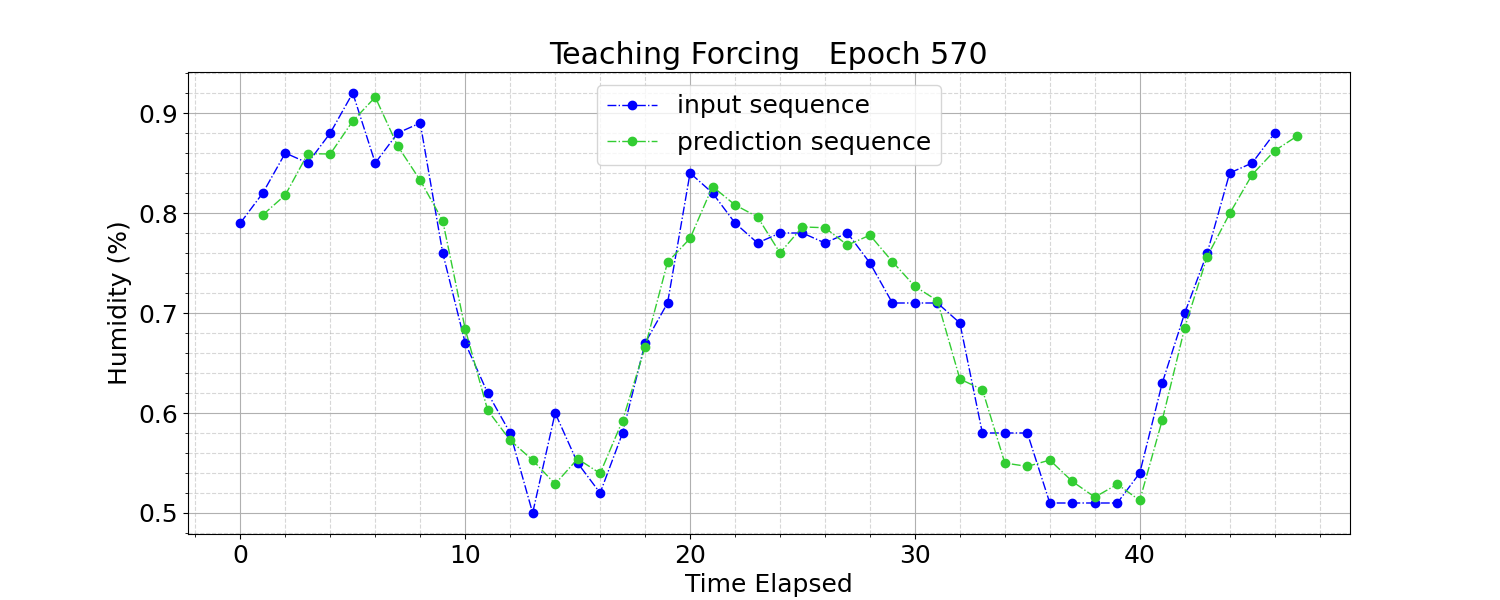 Teaching Forcing   Epoch 570
input sequence
prediction sequence
Humidity (%)
0.9
0.8
0.7
0.6
0.5
0 10 20 30 40
Time Elapsed